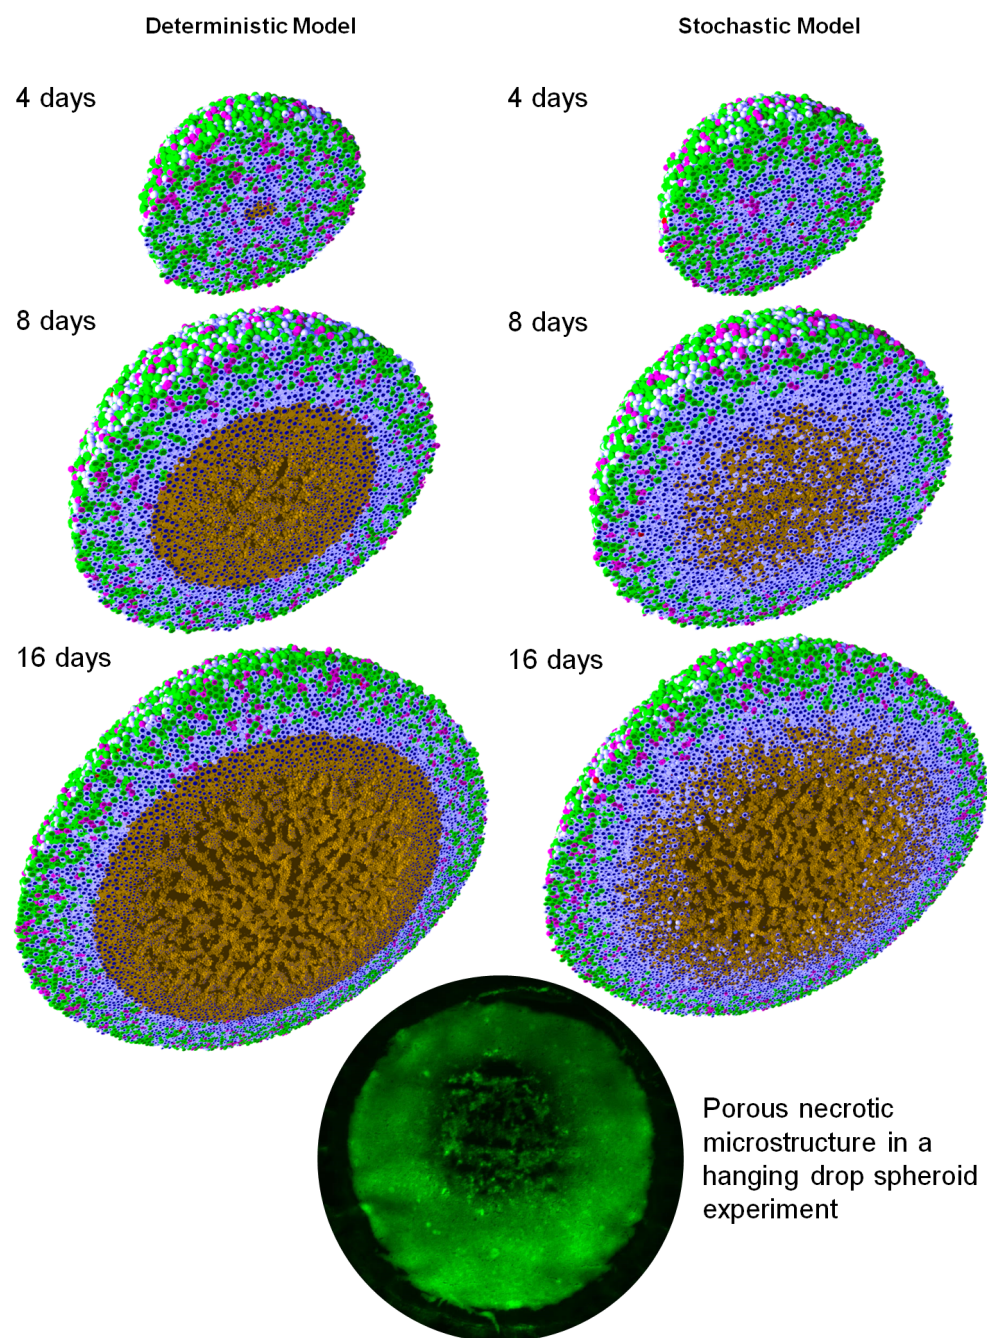 Deterministic Model
Stochastic Model
4 days
4 days
8 days
8 days
16 days
16 days
Porous necrotic
microstructure in a
hanging drop spheroid
experiment